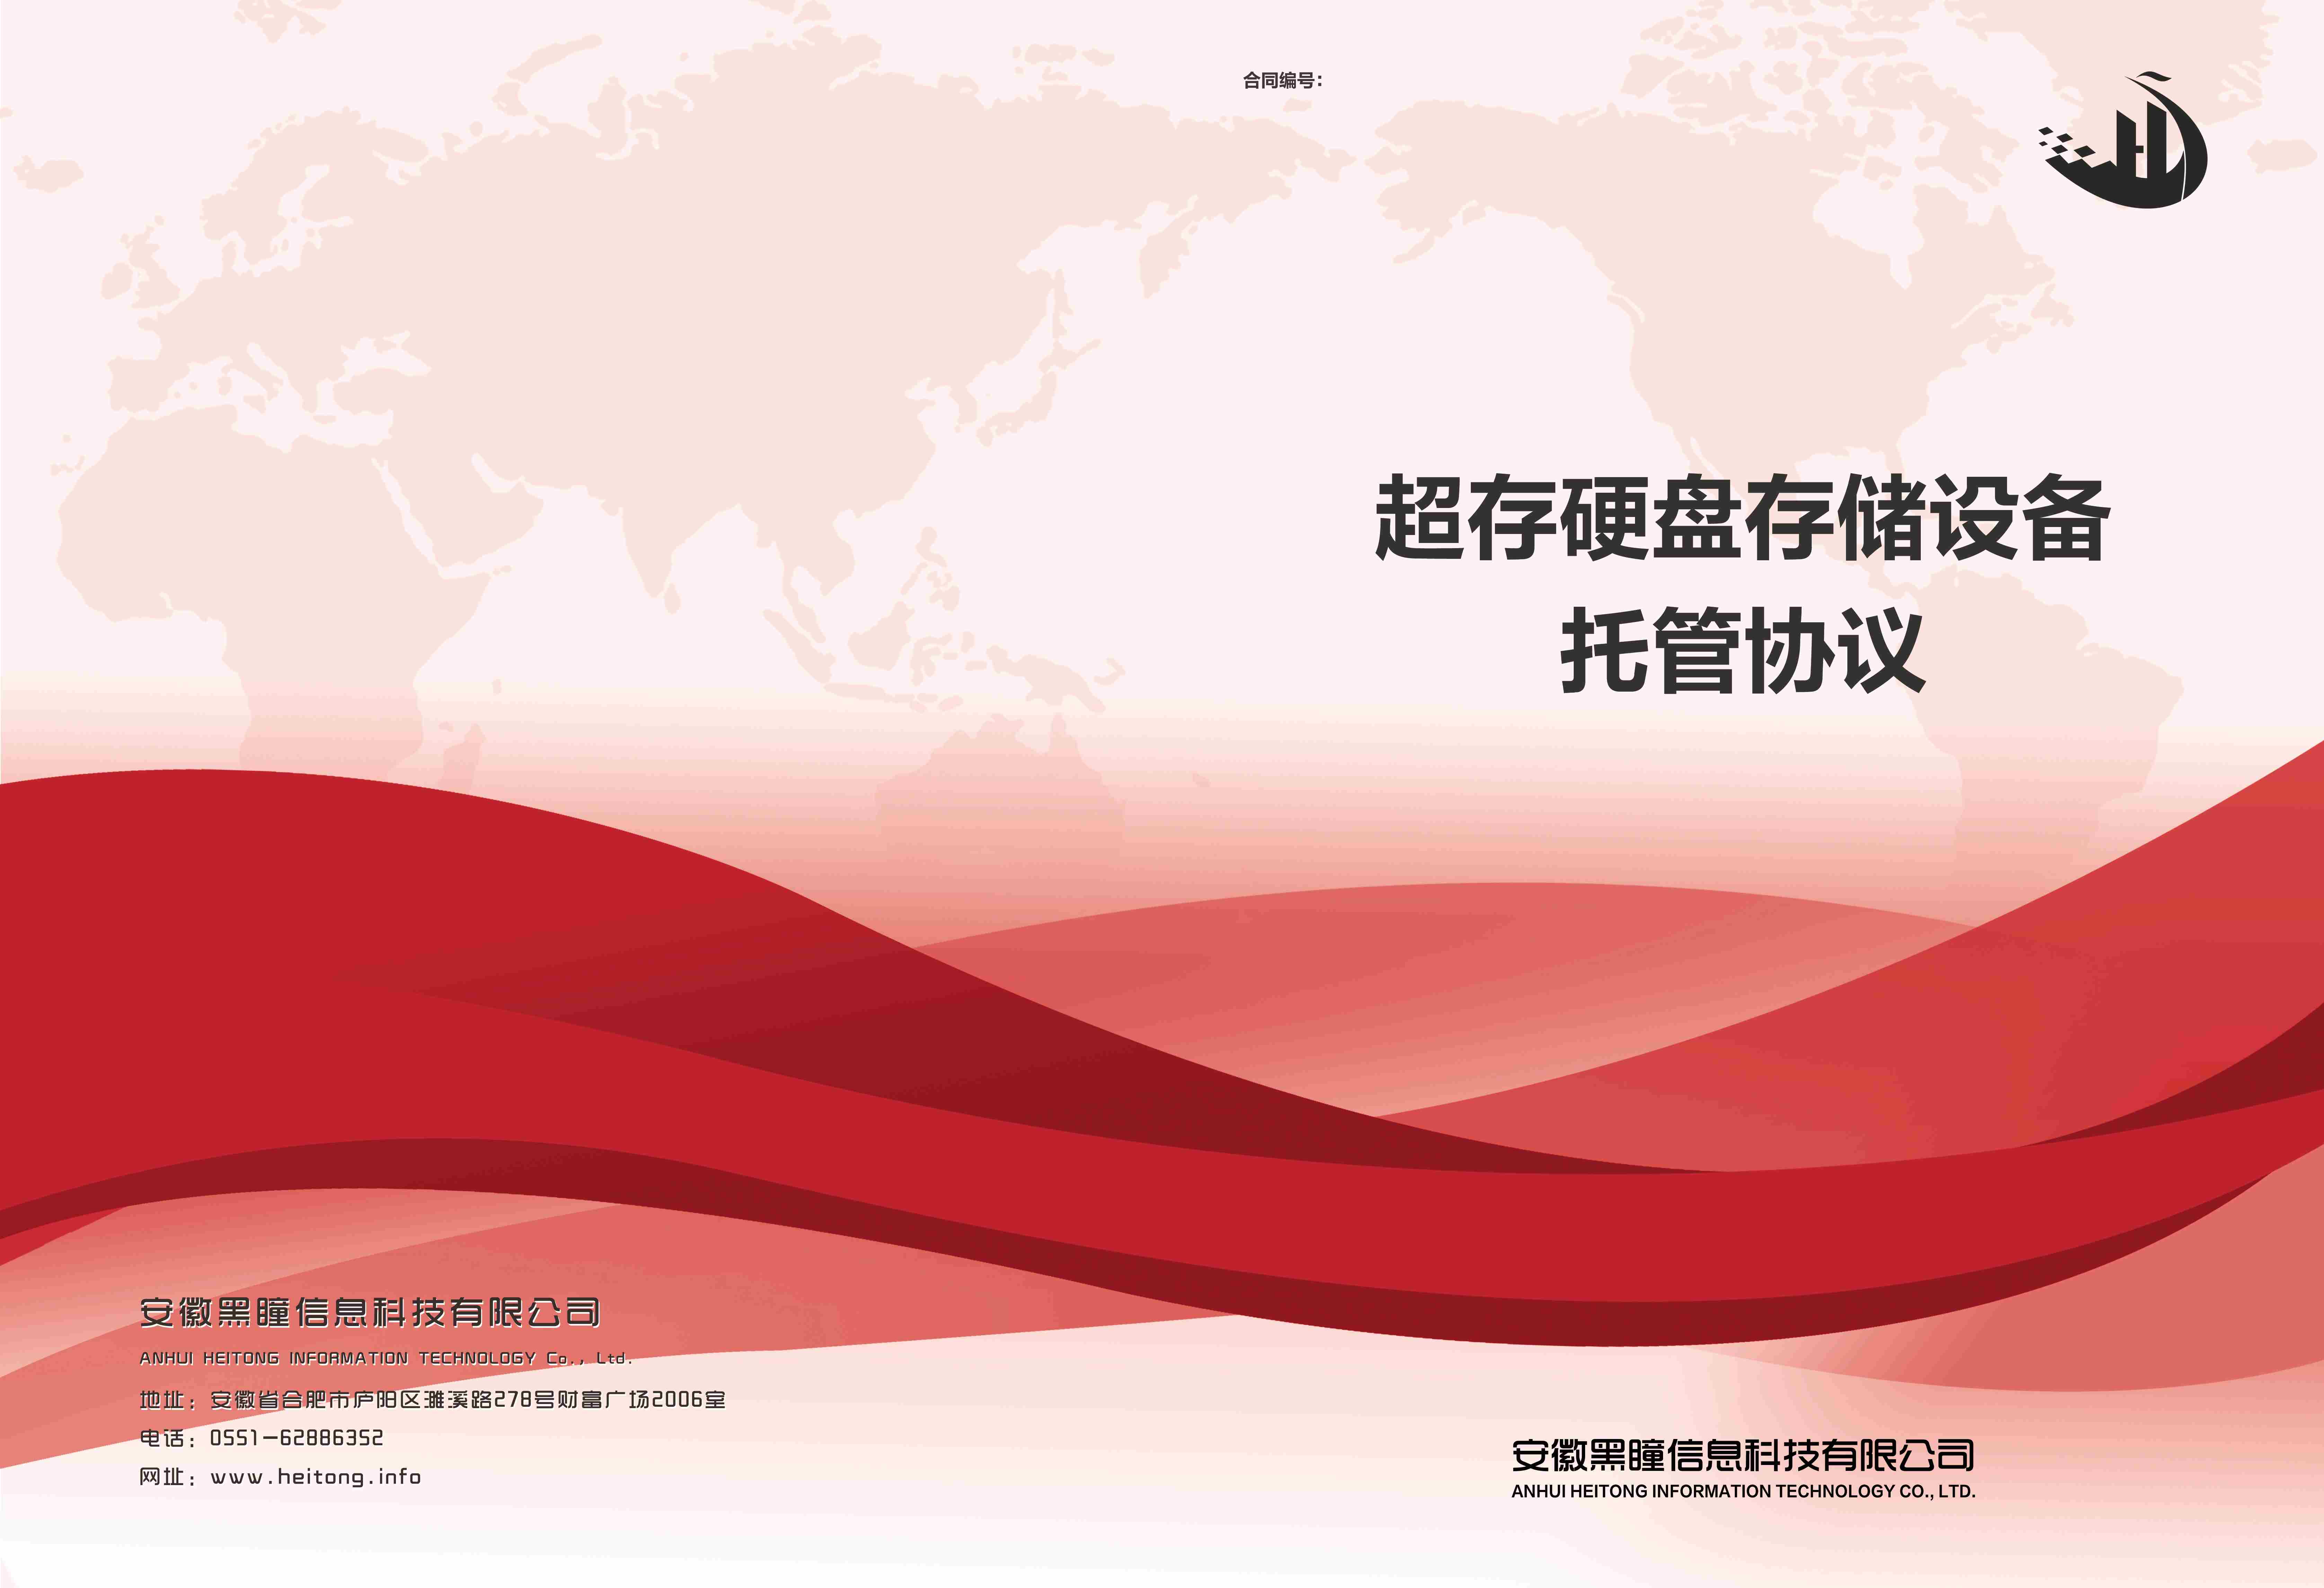 合同编号：
超存硬盘存储设备
托管协议
安徽黑瞳信息科技有限公司
ANHUI HEITONG INFORMATION TECHNOLOGY Co., Ltd.
地址：安徽省合肥市庐阳区濉溪路278号财富广场2006室
电话：0551-62886352
网址：www.heitong.info
安徽黑瞳信息科技有限公司
ANHUI HEITONG INFORMATION TECHNOLOGY CO., LTD.